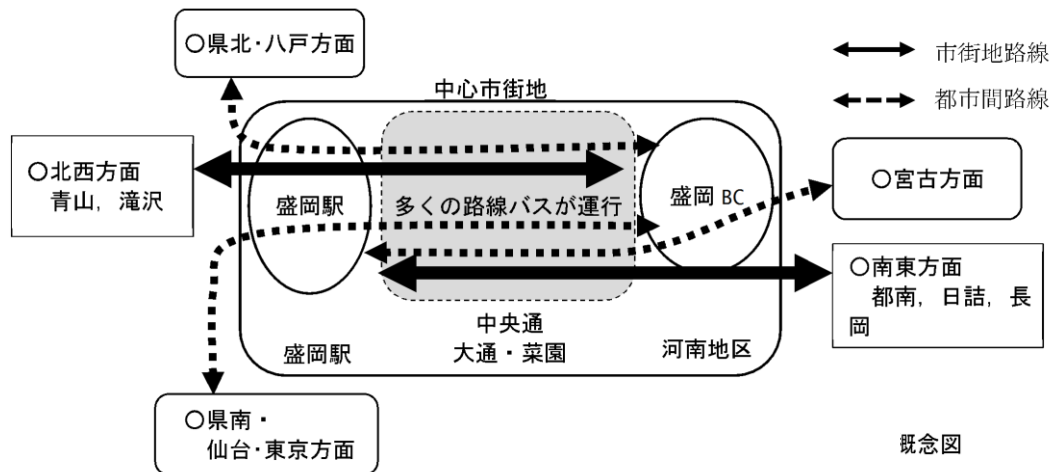 ○県北・八戸方面
市街地路線
都市間路線
中心市街地
○北西方面
青山，滝沢
盛岡駅
多くの路線バスが運行
盛岡 BC
○宮古方面
○南東方面
都南，日詰，長
岡
盛岡駅
中央通
大通・菜園
河南地区
○県南・
仙台・東京方面
概念図